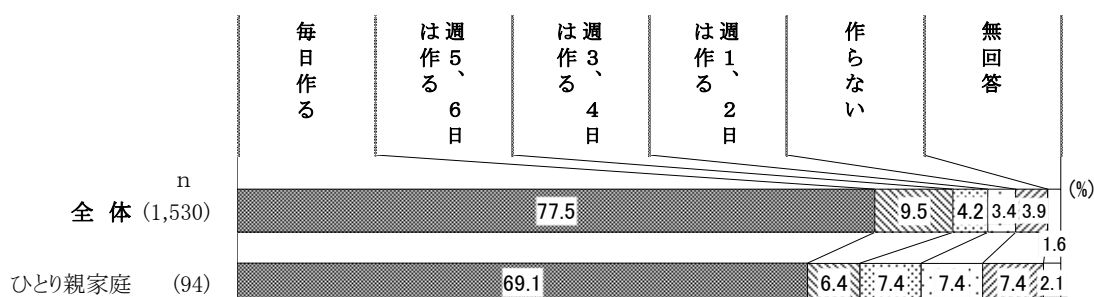 毎日作る
週５、６日
は作る
週３、４日
は作る
週１、２日
は作る
作らない
無回答
n
(%)
全 体 (1,530)
77.5
9.5
4.2
3.4
3.9
1.6
ひとり親家庭 (94)
69.1
6.4
7.4
7.4
7.4
2.1